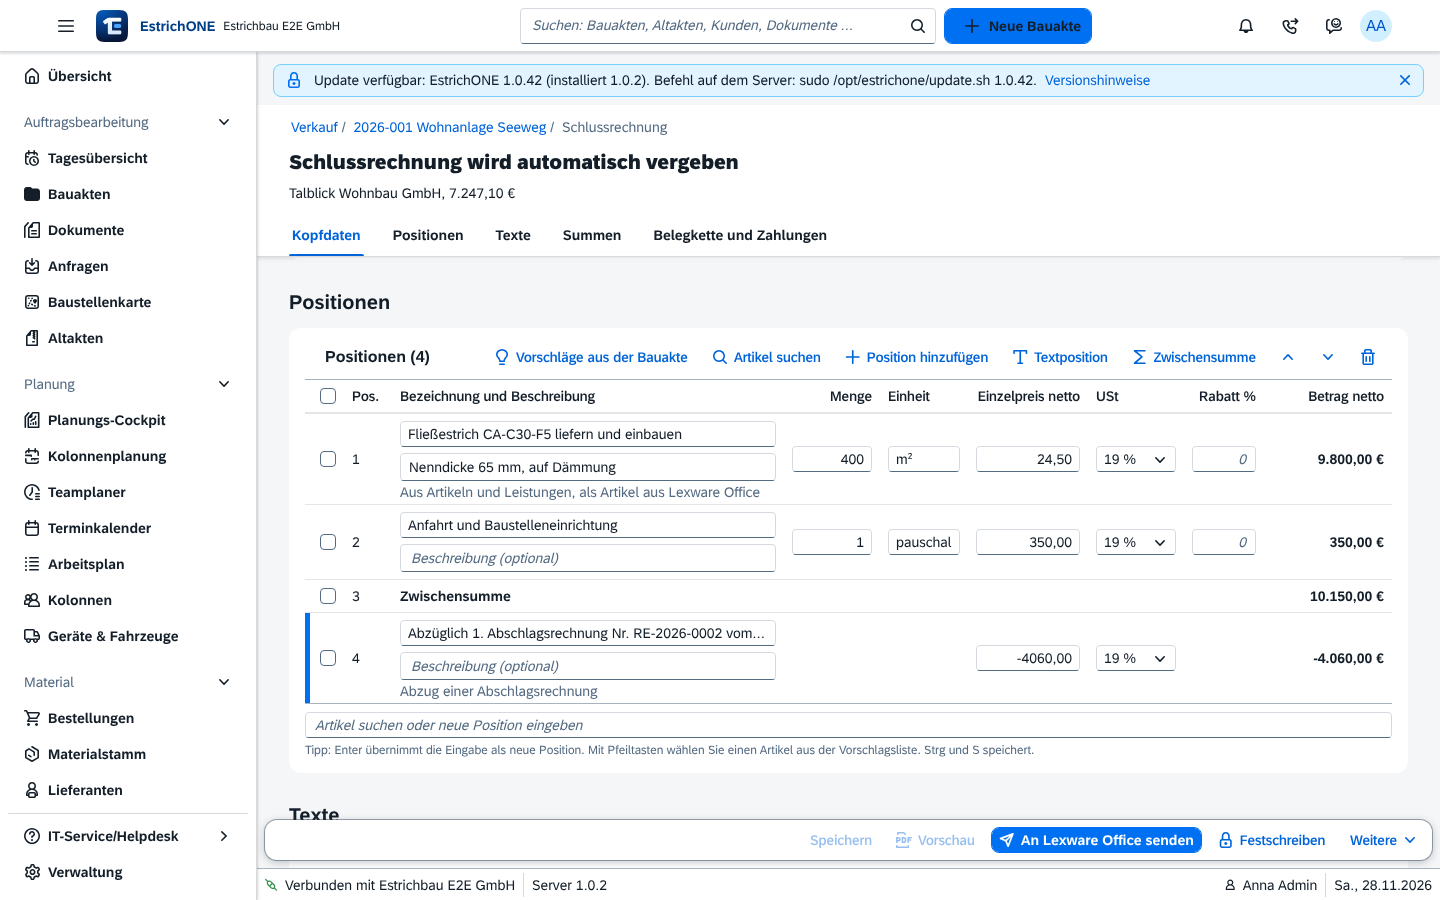 EstrichONE Estrichbau E2E GmbH
Suchen: Bauakten, Altakten, Kunden, Dokumente ...
Neue Bauakte
AA
Übersicht
Auftragsbearbeitung
Tagesübersicht
Bauakten
Dokumente
Anfragen
Baustellenkarte
Altakten
Planung
Planungs-Cockpit
Kolonnenplanung
Teamplaner
Terminkalender
Arbeitsplan
Kolonnen
Geräte & Fahrzeuge
Material
Bestellungen
Materialstamm
Lieferanten
IT-Service/Helpdesk
Verwaltung
Update verfügbar: EstrichONE 1.0.42 (installiert 1.0.2). Befehl auf dem Server: sudo /opt/estrichone/update.sh 1.0.42. Versionshinweise
Verkauf / 2026-001 Wohnanlage Seeweg / Schlussrechnung
Schlussrechnung wird automatisch vergeben
Talblick Wohnbau GmbH, 7.247,10 €
Kopfdaten Positionen Texte Summen Belegkette und Zahlungen
Positionen
Positionen (4) Vorschläge aus der Bauakte Artikel suchen Position hinzufügen Textposition Zwischensumme
Pos. Bezeichnung und Beschreibung Menge Einheit Einzelpreis netto USt Rabatt % Betrag netto
Fließestrich CA-C30-F5 liefern und einbauen
1 400 m² 24,50 19 % 0 9.800,00 €
Nenndicke 65 mm, auf Dämmung
Aus Artikeln und Leistungen, als Artikel aus Lexware Office
Anfahrt und Baustelleneinrichtung
2 1 pauschal 350,00 19 % 0 350,00 €
Beschreibung (optional)
3 Zwischensumme 10.150,00 €
Abzüglich 1. Abschlagsrechnung Nr. RE-2026-0002 vom...
4 -4060,00 19 % -4.060,00 €
Beschreibung (optional)
Abzug einer Abschlagsrechnung
Artikel suchen oder neue Position eingeben
Tipp: Enter übernimmt die Eingabe als neue Position. Mit Pfeiltasten wählen Sie einen Artikel aus der Vorschlagsliste. Strg und S speichert.
Texte
Speichern PDF Vorschau An Lexware Office senden Festschreiben Weitere
Verbunden mit Estrichbau E2E GmbH Server 1.0.2 Anna Admin Sa., 28.11.2026